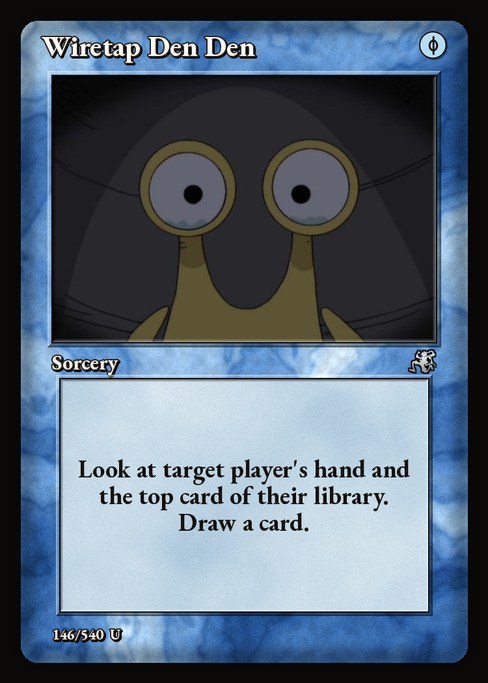 Wiretap Den Den
Sorcery
Look at target player's hand and
the top card of their library.
Draw a card.
146/540 U